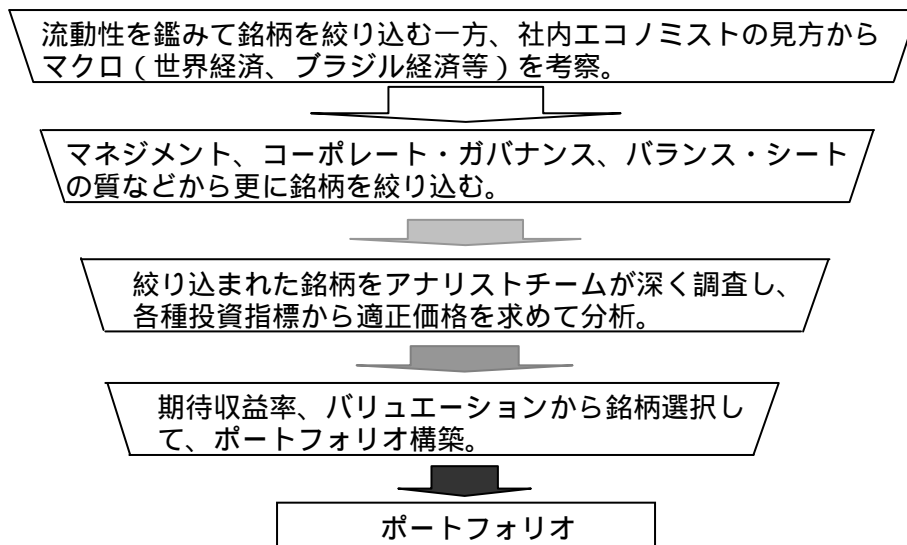 流動性を鑑みて銘柄を絞り込む一方、社内エコノミストの見方から
マクロ（世界経済、ブラジル経済等）を考察。
マネジメント、コーポレート・ガバナンス、バランス・シート
の質などから更に銘柄を絞り込む。
絞り込まれた銘柄をアナリストチームが深く調査し、
各種投資指標から適正価格を求めて分析。
期待収益率、バリュエーションから銘柄選択し
て、ポートフォリオ構築。
ポートフォリオ